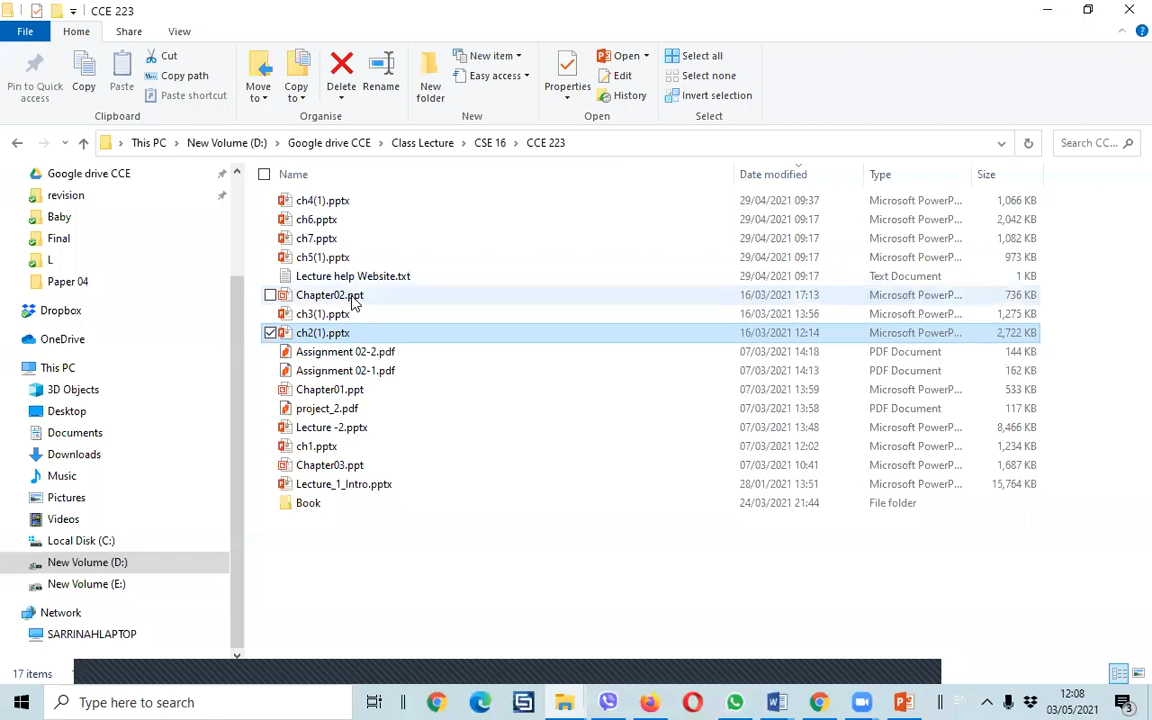 CCE 223
File Home Share View
Pin to Quick access
Copy
Paste
Cut
Copy path
Paste shortcut
Clipboard
Move to
Copy to
Delete
Rename
Organise
New folder
New item
Easy access
New
Properties
Open
Edit
History
Open
Select all
Select none
Invert selection
Select
This PC > New Volume (D:) > Google drive CCE > Class Lecture > CSE 16 > CCE 223
Search CC...
Google drive CCE
revision
Baby
Final
L
Paper 04
Dropbox
OneDrive
This PC
3D Objects
Desktop
Documents
Downloads
Music
Pictures
Videos
Local Disk (C:)
New Volume (D:)
New Volume (E:)
Network
SARRINAHLAPTOP
Name Date modified Type Size
ch4(1).pptx 29/04/2021 09:37 Microsoft PowerP... 1,066 KB
ch6.pptx 29/04/2021 09:17 Microsoft PowerP... 2,042 KB
ch7.pptx 29/04/2021 09:17 Microsoft PowerP... 1,082 KB
ch5(1).pptx 29/04/2021 09:17 Microsoft PowerP... 973 KB
Lecture help Website.txt 29/04/2021 09:17 Text Document 1 KB
Chapter02.ppt 16/03/2021 17:13 Microsoft PowerP... 736 KB
ch3(1).pptx 16/03/2021 13:56 Microsoft PowerP... 1,275 KB
ch2(1).pptx 16/03/2021 12:14 Microsoft PowerP... 2,722 KB
Assignment 02-2.pdf 07/03/2021 14:18 PDF Document 144 KB
Assignment 02-1.pdf 07/03/2021 14:13 PDF Document 162 KB
Chapter01.ppt 07/03/2021 13:59 Microsoft PowerP... 533 KB
project_2.pdf 07/03/2021 13:58 PDF Document 117 KB
Lecture -2.pptx 07/03/2021 13:48 Microsoft PowerP... 8,466 KB
ch1.pptx 07/03/2021 12:02 Microsoft PowerP... 1,234 KB
Chapter03.ppt 07/03/2021 10:41 Microsoft PowerP... 1,687 KB
Lecture_1_Intro.pptx 28/01/2021 13:51 Microsoft PowerP... 15,764 KB
Book 24/03/2021 21:44 File folder
17 items
Type here to search
12:08
03/05/2021
3